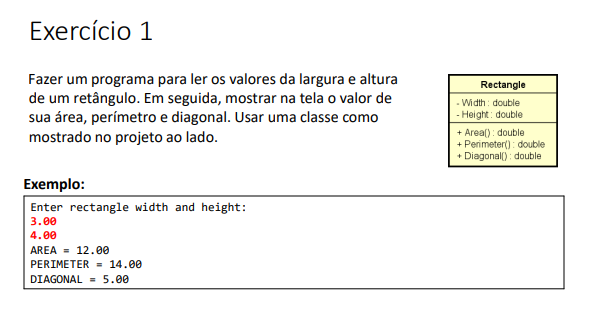 Exercício 1
Fazer um programa para ler os valores da largura e altura
de um retângulo. Em seguida, mostrar na tela o valor de
sua área, perímetro e diagonal. Usar uma classe como
mostrado no projeto ao lado.
Rectangle
- Width : double
- Height : double
+ Area() : double
+ Perimeter() : double
+ Diagonal() : double
Exemplo:
Enter rectangle width and height:
3.00
4.00
AREA = 12.00
PERIMETER = 14.00
DIAGONAL = 5.00